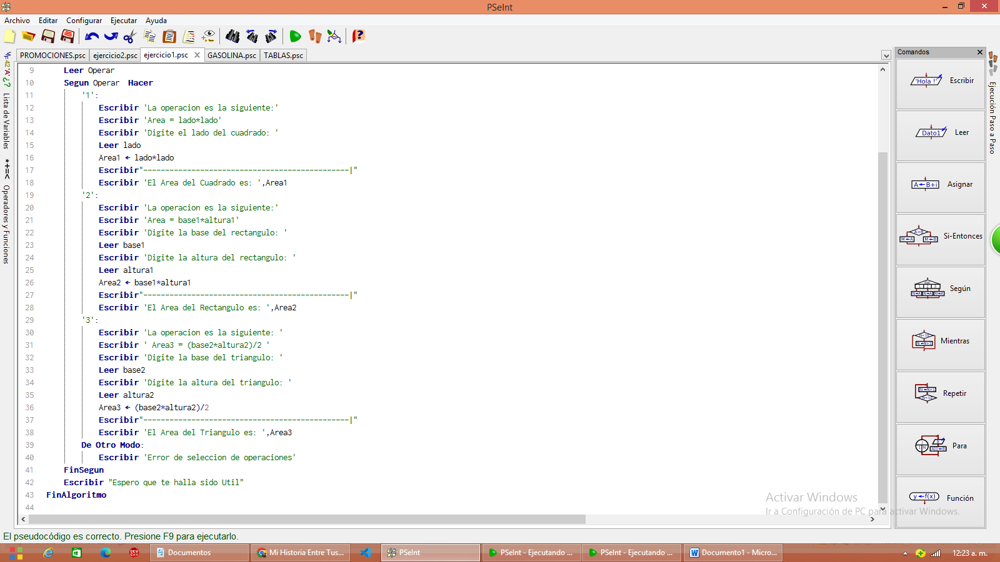 PSeInt
Archivo Editar Configurar Ejecutar Ayuda
PROMOCIONES.psc ejercicio2.psc ejercicio1.psc GASOLINA.psc TABLAS.psc
Lista de Variables
Operadores y Funciones
9 Leer Operar
10 Segun Operar Hacer
11 '1':
12 Escribir 'La operacion es la siguiente:'
13 Escribir 'Area = lado*lado'
14 Escribir 'Digite el lado del cuadrado: '
15 Leer lado
16 Area1 ← lado*lado
17 Escribir"-----------------------------------------------|"
18 Escribir 'El Area del Cuadrado es: ',Area1
19 '2':
20 Escribir 'La operacion es la siguiente:'
21 Escribir 'Area = base1*altura1'
22 Escribir 'Digite la base del rectangulo: '
23 Leer base1
24 Escribir 'Digite la altura del rectangulo: '
25 Leer altura1
26 Area2 ← base1*altura1
27 Escribir"-----------------------------------------------|"
28 Escribir 'El Area del Rectangulo es: ',Area2
29 '3':
30 Escribir 'La operacion es la siguiente: '
31 Escribir ' Area3 = (base2*altura2)/2 '
32 Escribir 'Digite la base del triangulo: '
33 Leer base2
34 Escribir 'Digite la altura del triangulo: '
35 Leer altura2
36 Area3 ← (base2*altura2)/2
37 Escribir"-----------------------------------------------|"
38 Escribir 'El Area del Triangulo es: ',Area3
39 De Otro Modo:
40 Escribir 'Error de seleccion de operaciones'
41 FinSegun
42 Escribir "Espero que te halla sido Util"
43 FinAlgoritmo
44
Comandos
'Hola !' Escribir
Dato1 Leer
A←B+i Asignar
A>B M←A M←B Si-Entonces
Según
Mientras
Repetir
Para
y←f(x) Función
Ejecución Paso a Paso
Activar Windows
Ir a Configuración de PC para activar Windows.
El pseudocódigo es correcto. Presione F9 para ejecutarlo.
DEV C++
Documentos
Mi Historia Entre Tus...
PSeInt
PSeInt - Ejecutando ...
PSeInt - Ejecutando ...
Documento1 - Micro...
12:23 a. m.